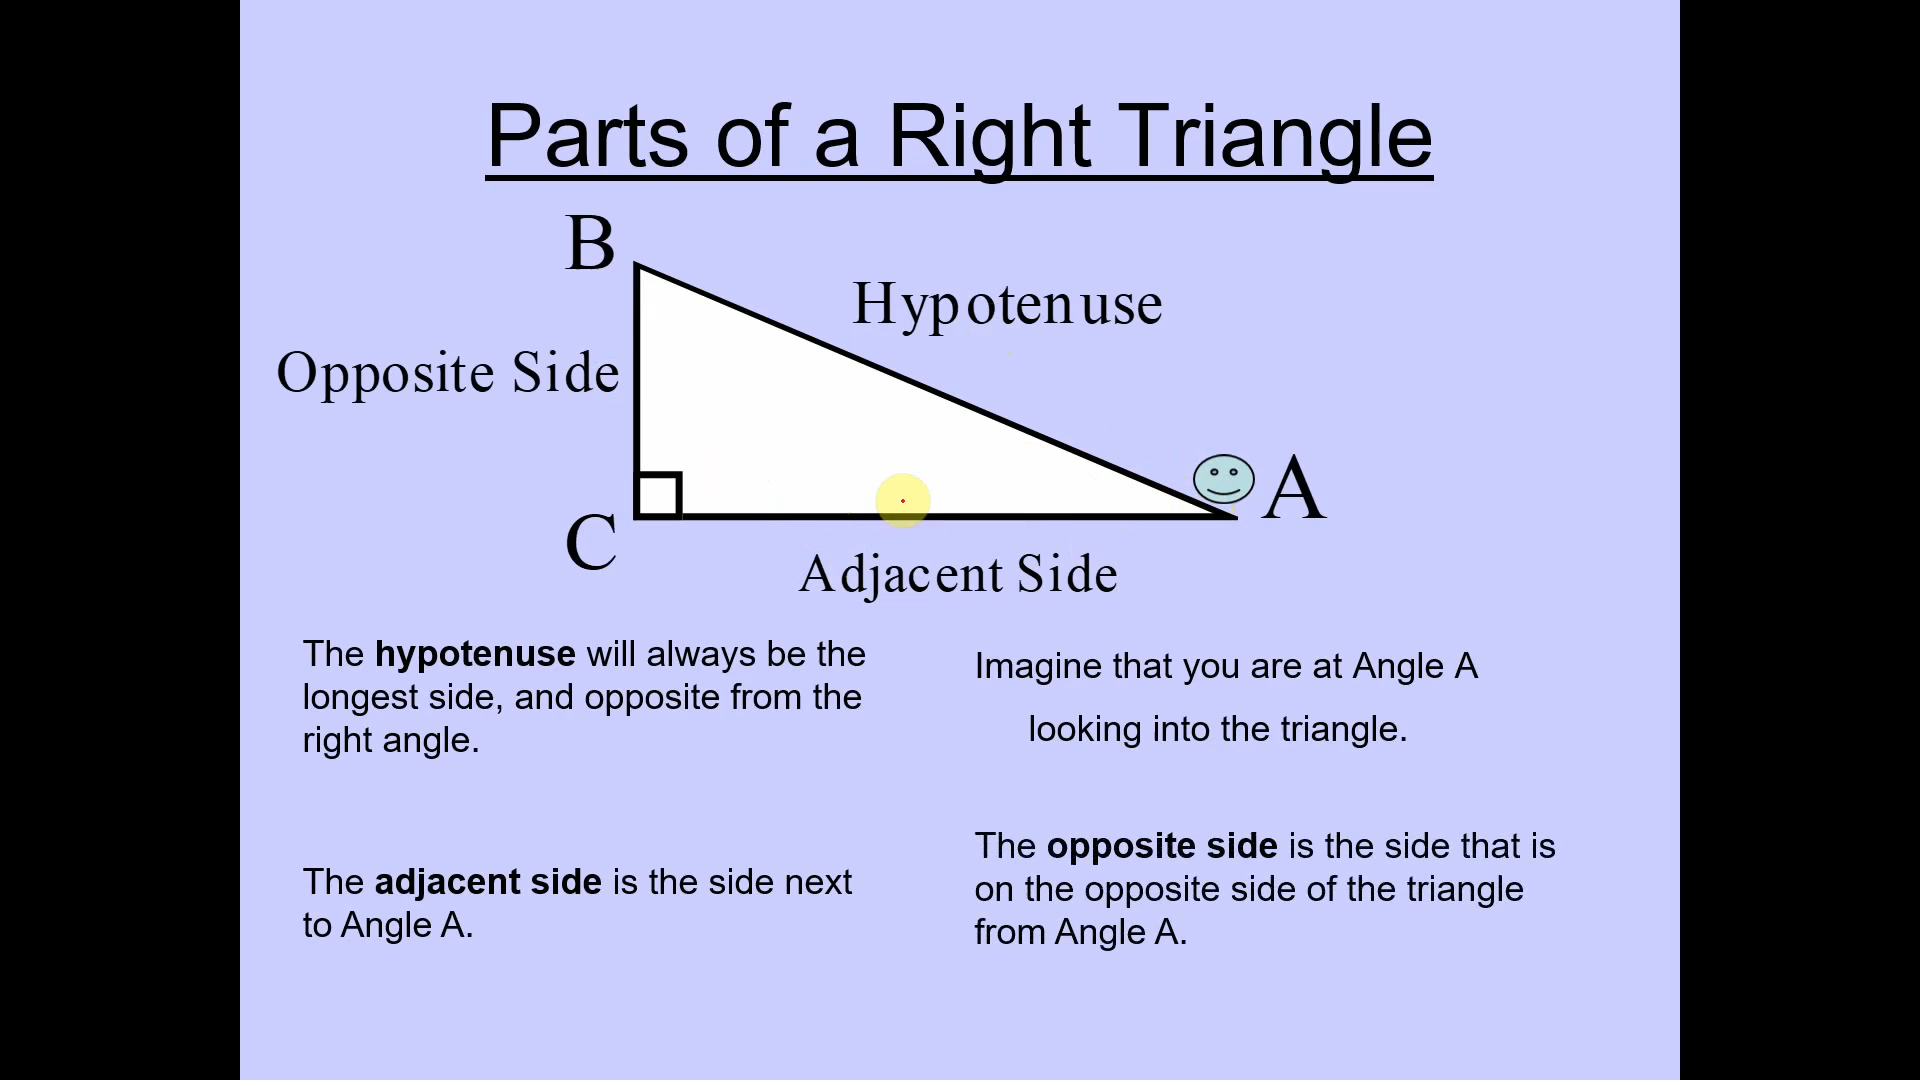 Parts of a Right Triangle
B
Hypotenuse
Opposite Side
A
C
Adjacent Side
The hypotenuse will always be the
longest side, and opposite from the
right angle.
Imagine that you are at Angle A
looking into the triangle.
The adjacent side is the side next
to Angle A.
The opposite side is the side that is
on the opposite side of the triangle
from Angle A.